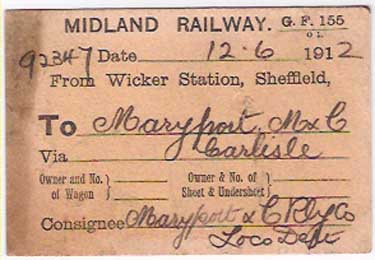 MIDLAND RAILWAY. G. F. 155
92347 Date 12.6 1912
From Wicker Station, Sheffield,
To Maryport, M & C
Via Carlisle
Owner and No. of Wagon } Owner & No. of Sheet & Undersheet }
Consignee Maryport & C Rly Co
Loco Dept